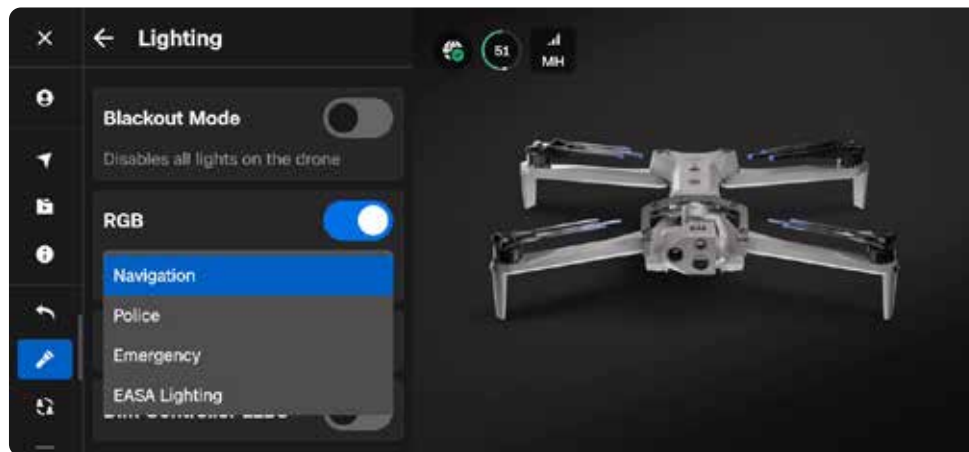 Lighting
51
MH
Blackout Mode
Disables all lights on the drone
RGB
Navigation
Police
Emergency
EASA Lighting